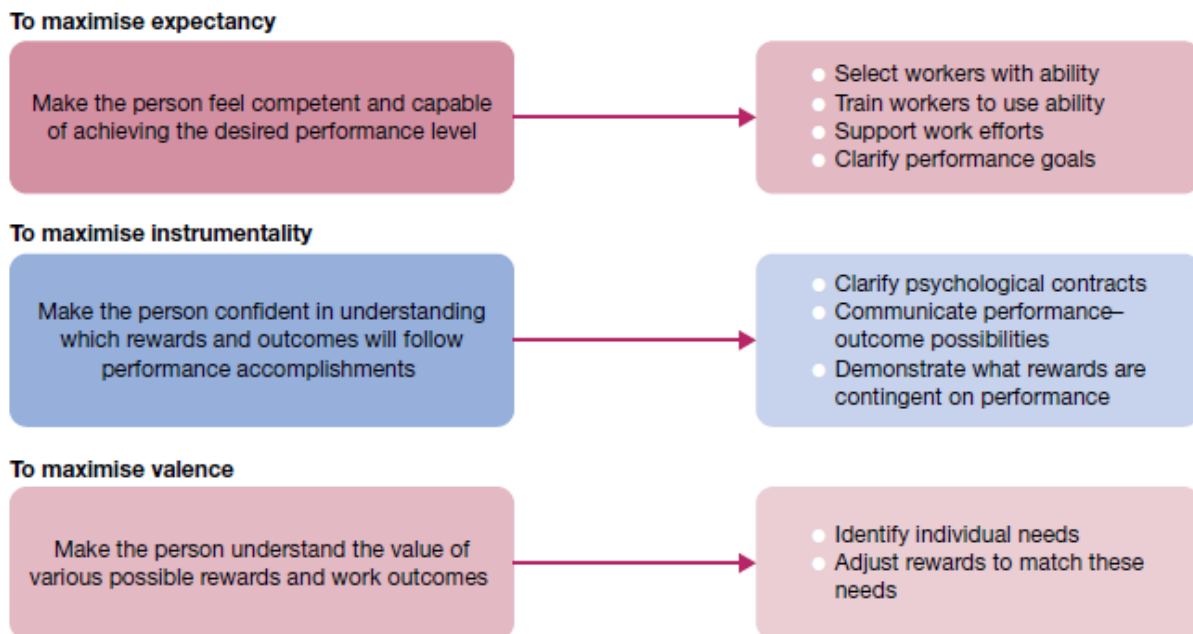 To maximise expectancy
Make the person feel competent and capable
of achieving the desired performance level
Select workers with ability
Train workers to use ability
Support work efforts
Clarify performance goals
To maximise instrumentality
Make the person confident in understanding
which rewards and outcomes will follow
performance accomplishments
Clarify psychological contracts
Communicate performance–
outcome possibilities
Demonstrate what rewards are
contingent on performance
To maximise valence
Make the person understand the value of
various possible rewards and work outcomes
Identify individual needs
Adjust rewards to match these
needs